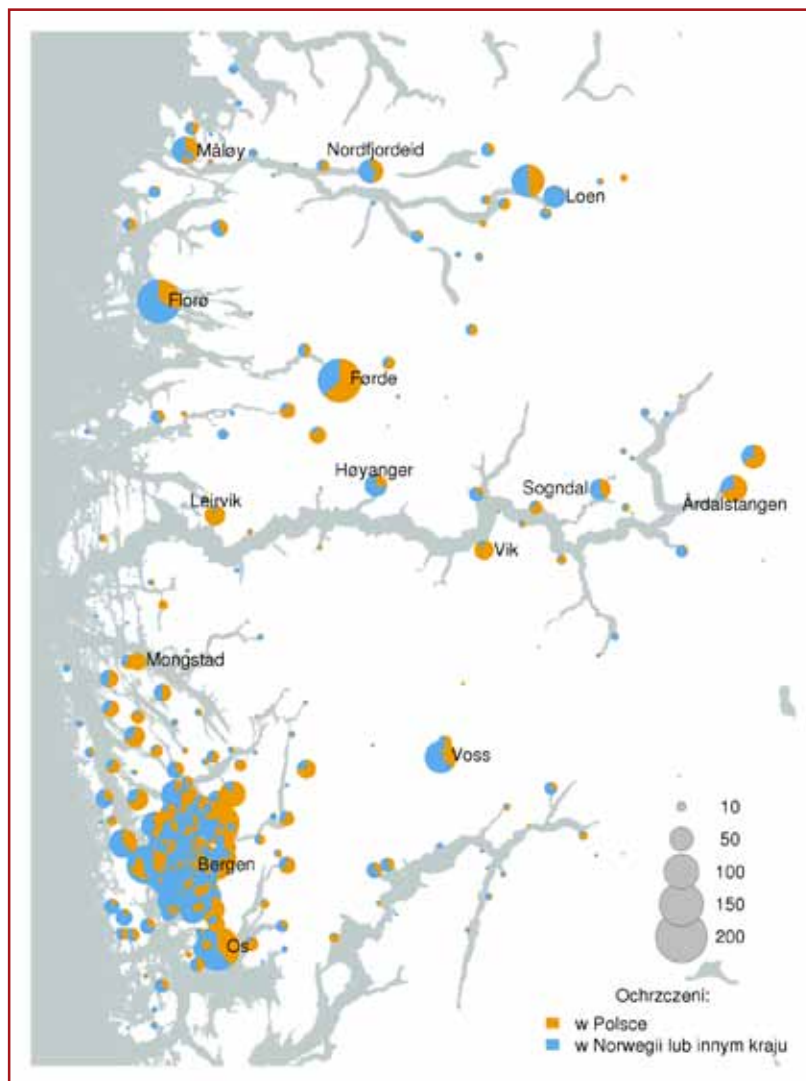 Måløy
Nordfjordeid
Loen
Florø
Førde
Høyanger
Sogndal
Leirvik
Årdalstangen
Vik
Mongstad
Voss
Bergen
Os
10
50
100
150
200
Ochrzczeni:
w Polsce
w Norwegii lub innym kraju